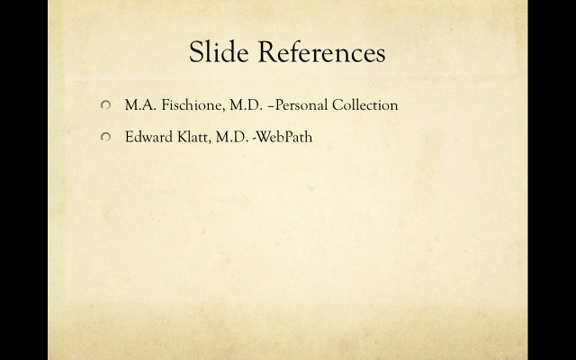 Slide References
M.A. Fischione, M.D. –Personal Collection
Edward Klatt, M.D. -WebPath